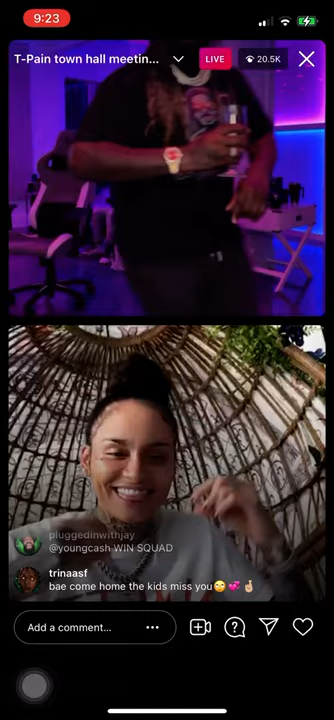 9:23
T-Pain town hall meetin...
LIVE
20.5K
pluggedinwithjay
@youngcash WIN SQUAD
trinaasf
bae come home the kids miss you🙄💞🤞🏼
Add a comment...